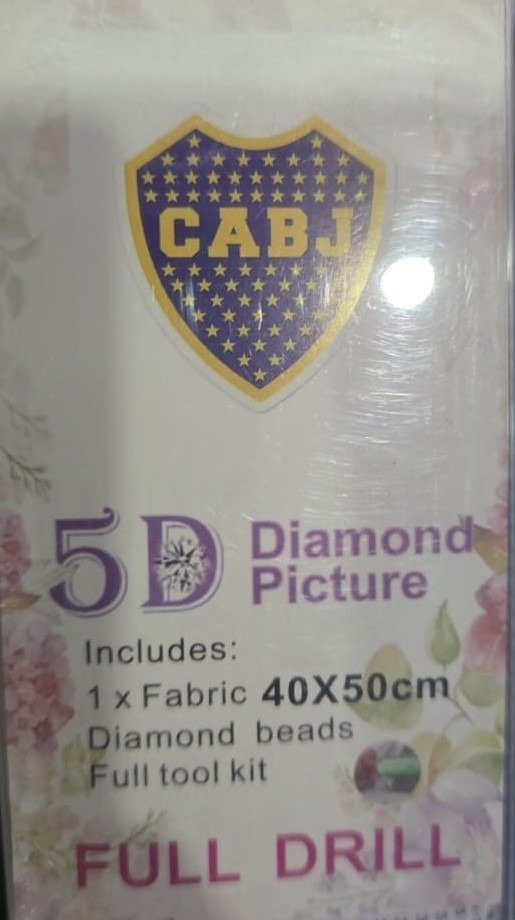 CABJ
5D Diamond
Picture
Includes:
1 x Fabric 40X50cm
Diamond beads
Full tool kit
FULL DRILL